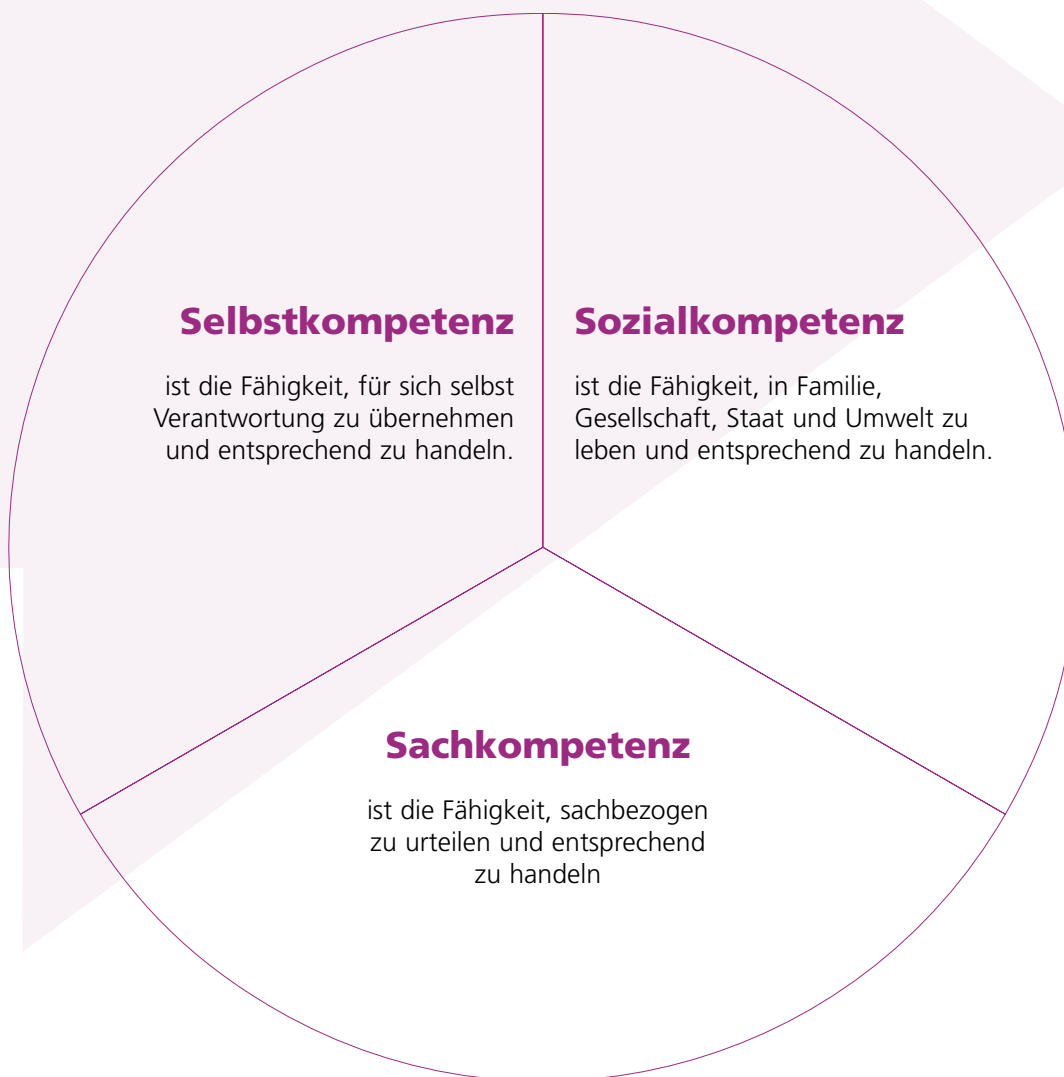 Selbstkompetenz
ist die Fähigkeit, für sich selbst
Verantwortung zu übernehmen
und entsprechend zu handeln.
Sozialkompetenz
ist die Fähigkeit, in Familie,
Gesellschaft, Staat und Umwelt zu
leben und entsprechend zu handeln.
Sachkompetenz
ist die Fähigkeit, sachbezogen
zu urteilen und entsprechend
zu handeln